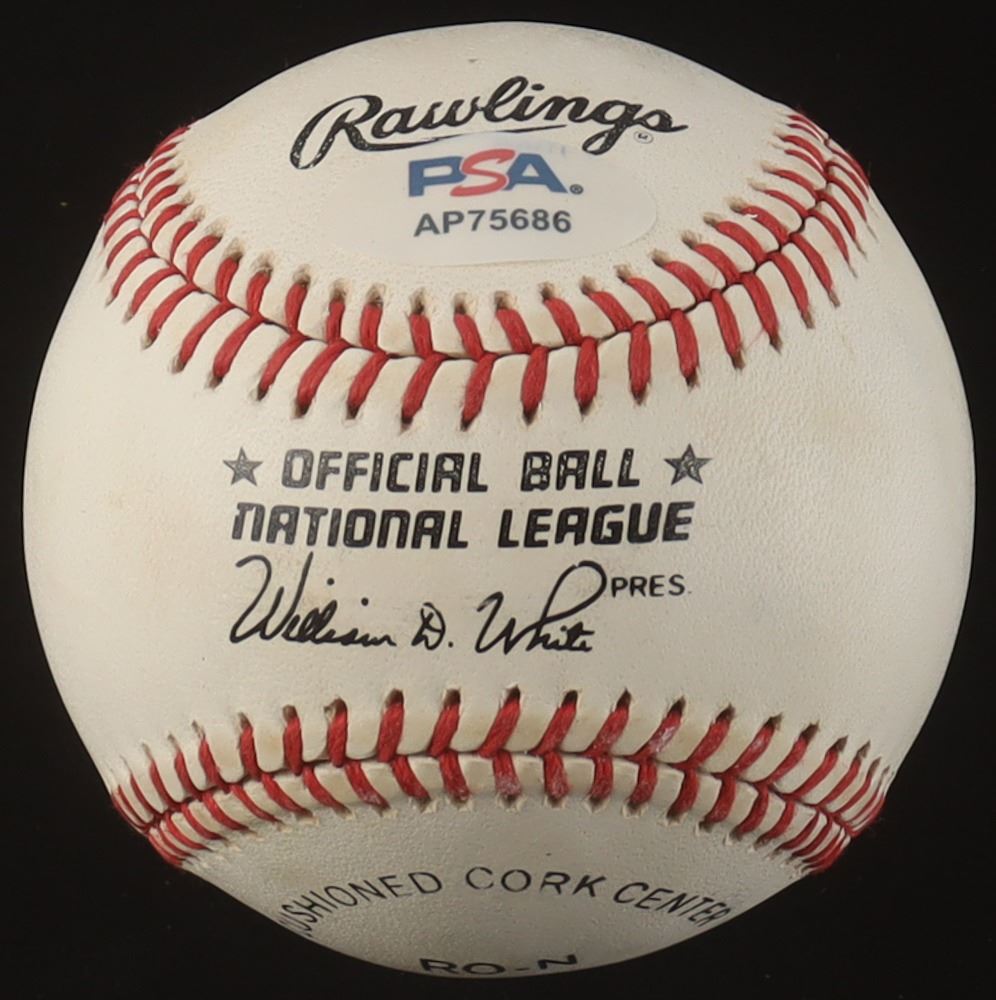 Rawlings
PSA®
AP75686
★ OFFICIAL BALL ★
NATIONAL LEAGUE
William D. White PRES.
CUSHIONED CORK CENTER
RO-N